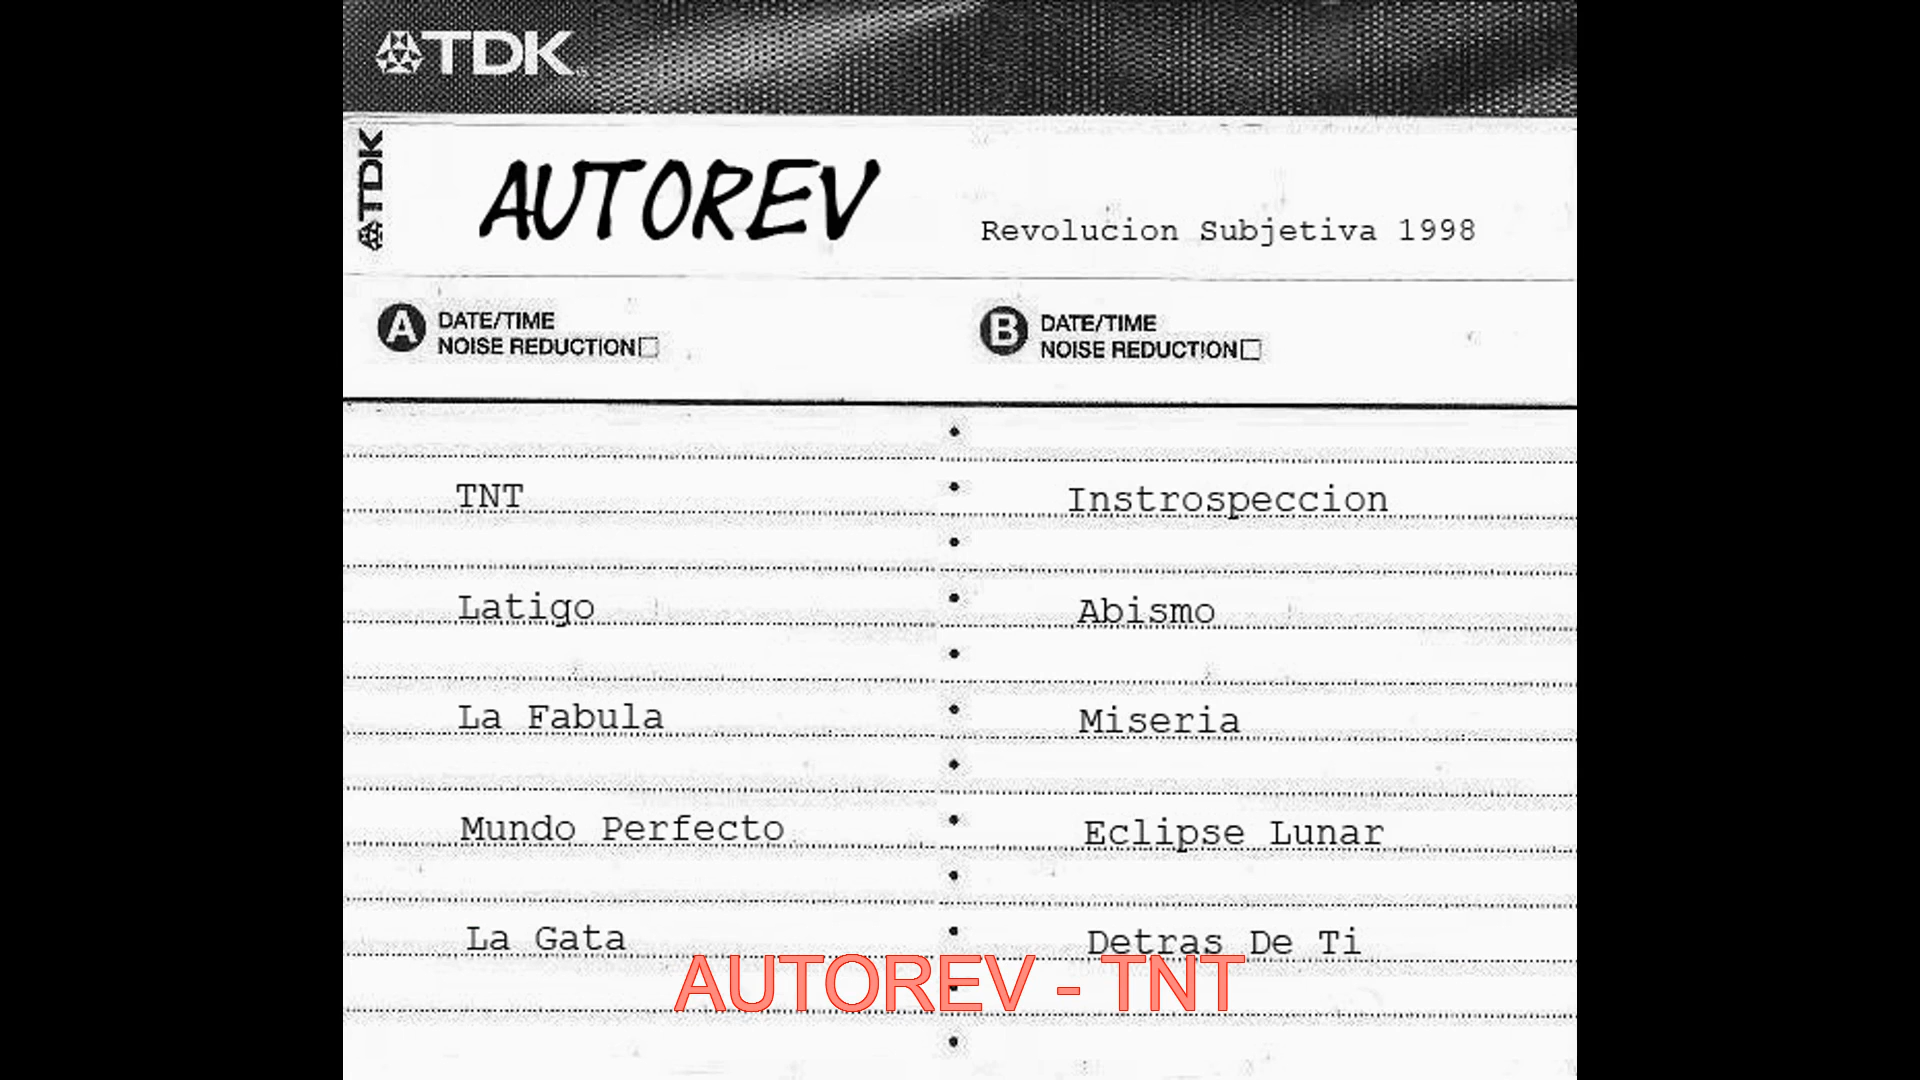 TDK
TDK
AUTOREV
Revolucion Subjetiva 1998
A DATE/TIME
NOISE REDUCTION
B DATE/TIME
NOISE REDUCTION
TNT
Latigo
La Fabula
Mundo Perfecto
La Gata
Instrospeccion
Abismo
Miseria
Eclipse Lunar
Detras De Ti
AUTOREV - TNT